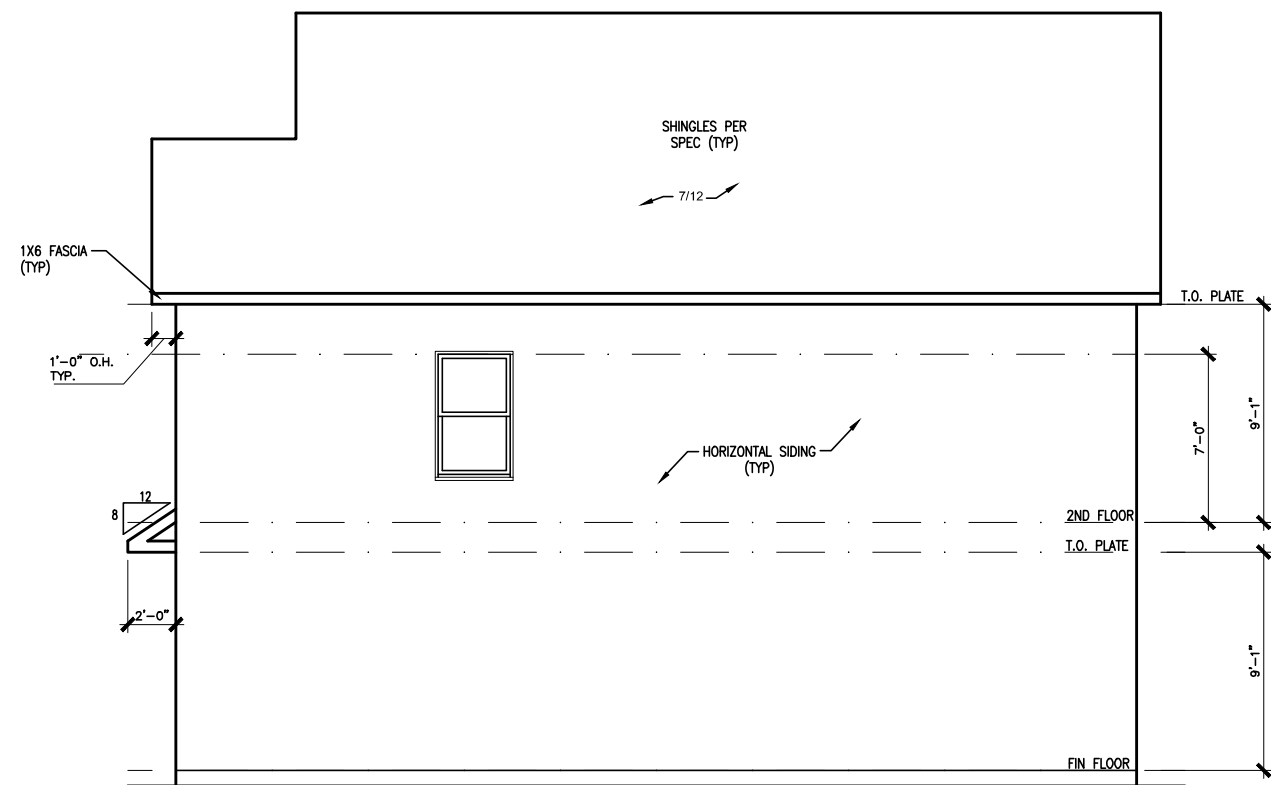 SHINGLES PER
SPEC (TYP)
7/12
1X6 FASCIA
(TYP)
T.O. PLATE
1'-0" O.H.
TYP.
9'-1"
7'-0"
HORIZONTAL SIDING
(TYP)
12
8
2ND FLOOR
T.O. PLATE
2'-0"
9'-1"
FIN FLOOR